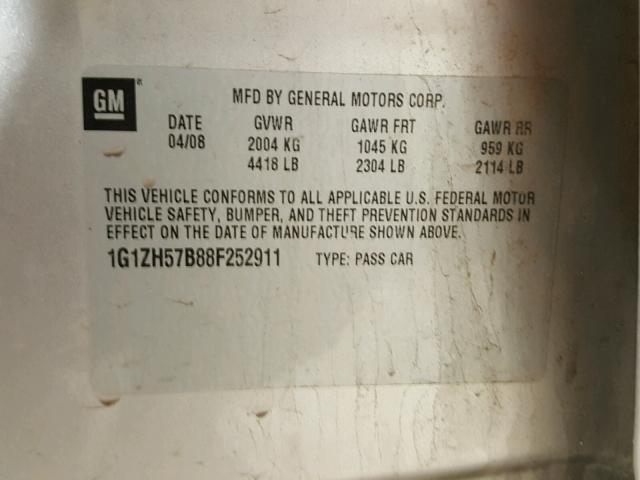 GM
MFD BY GENERAL MOTORS CORP.
DATE GVWR GAWR FRT GAWR RR
04/08 2004 KG 1045 KG 959 KG
4418 LB 2304 LB 2114 LB
THIS VEHICLE CONFORMS TO ALL APPLICABLE U.S. FEDERAL MOTOR
VEHICLE SAFETY, BUMPER, AND THEFT PREVENTION STANDARDS IN
EFFECT ON THE DATE OF MANUFACTURE SHOWN ABOVE.
1G1ZH57B88F252911 TYPE: PASS CAR